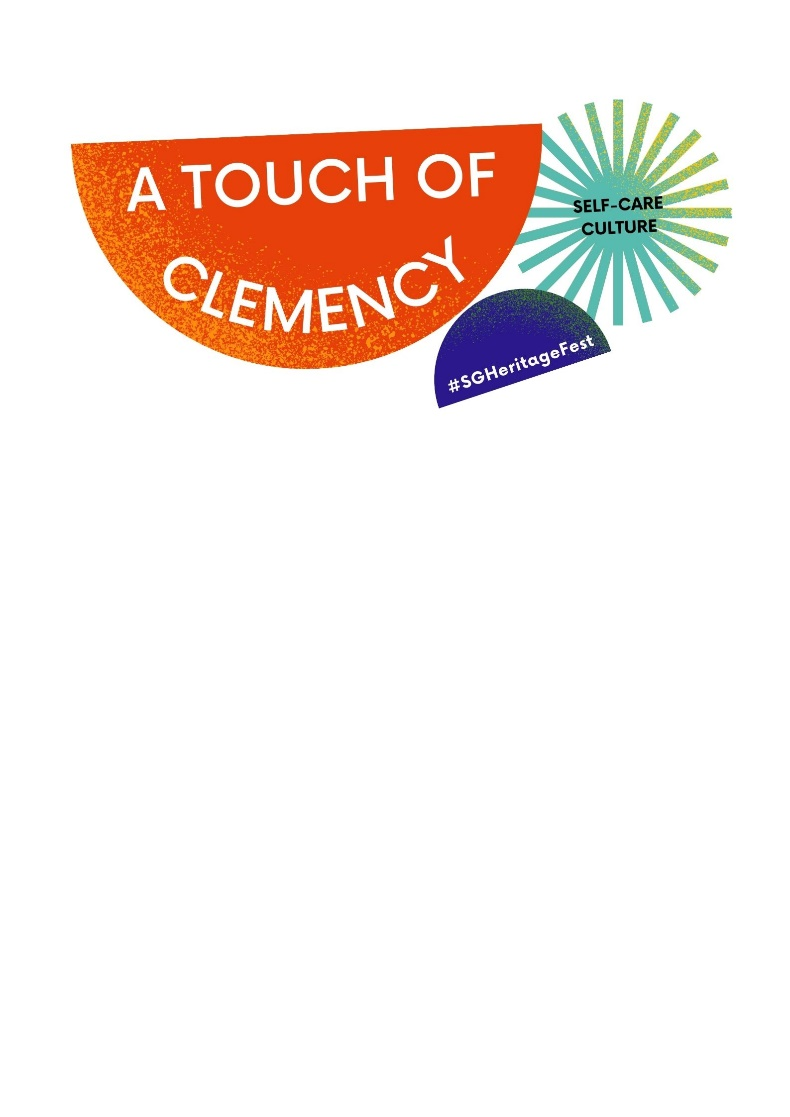 A TOUCH OF
CLEMENCY
SELF-CARE
CULTURE
#SGHeritageFest